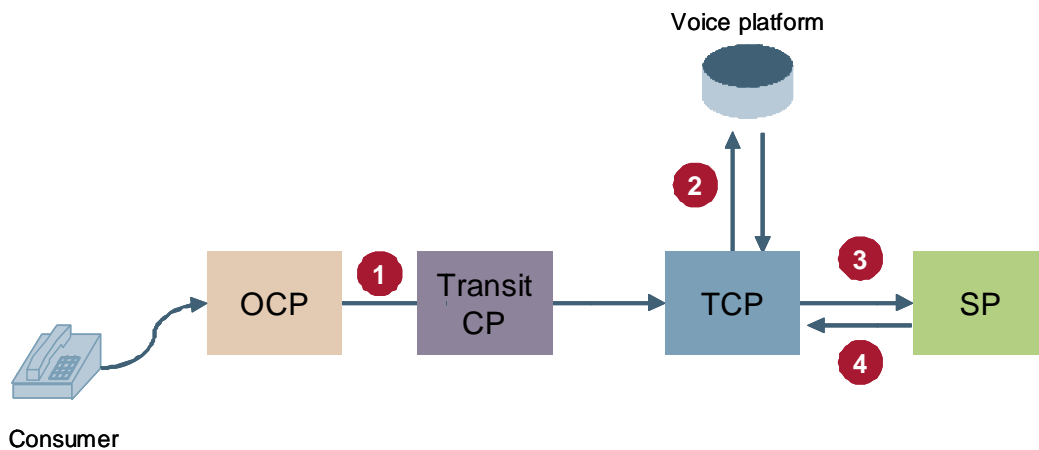 Voice platform
2
1
3
OCP
Transit
CP
TCP
SP
4
Consumer